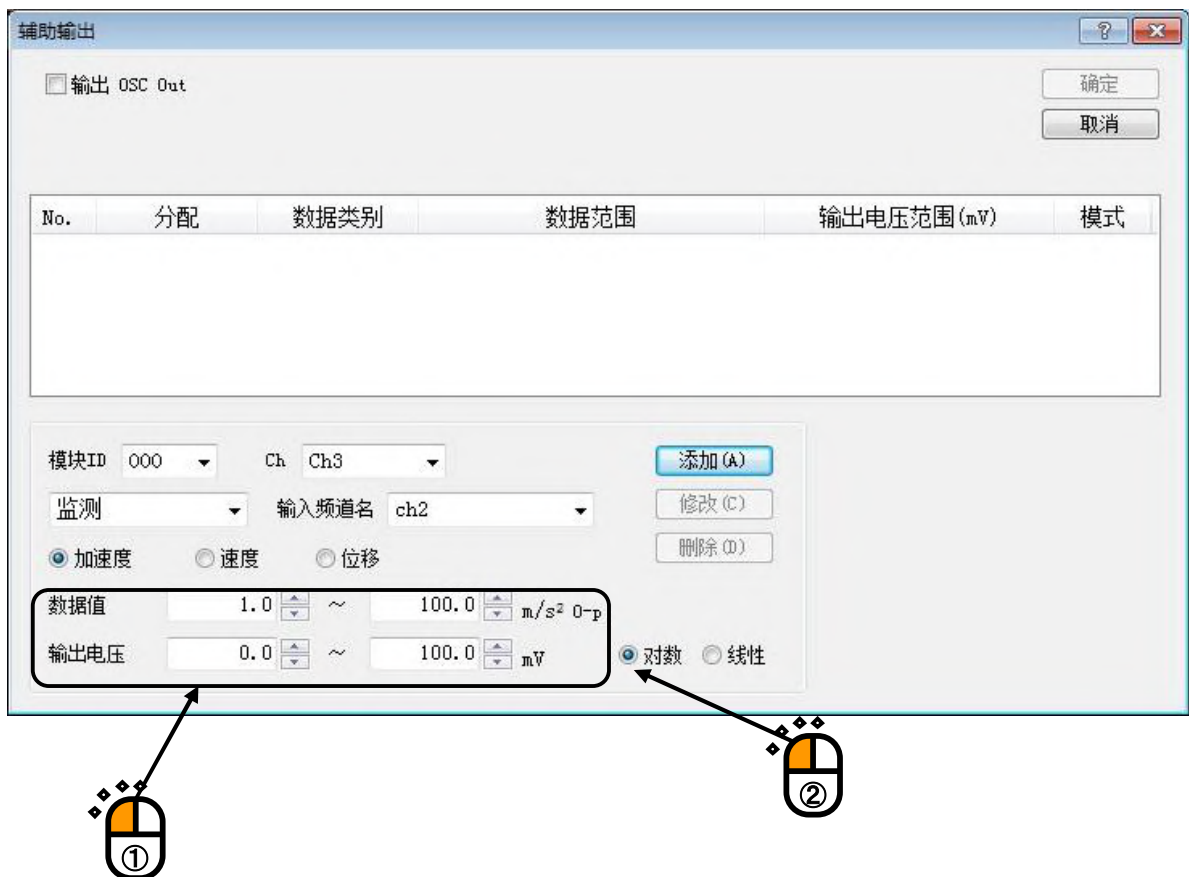 辅助输出
输出 OSC Out
确定
取消
No. 分配 数据类别 数据范围 输出电压范围(mV) 模式
模块ID 000 Ch Ch3 添加(A)
监测 输入频道名 ch2 修改(C)
加速度 速度 位移 删除(D)
数据值 1.0 ~ 100.0 m/s² 0-p
输出电压 0.0 ~ 100.0 mV 对数 线性
②
①